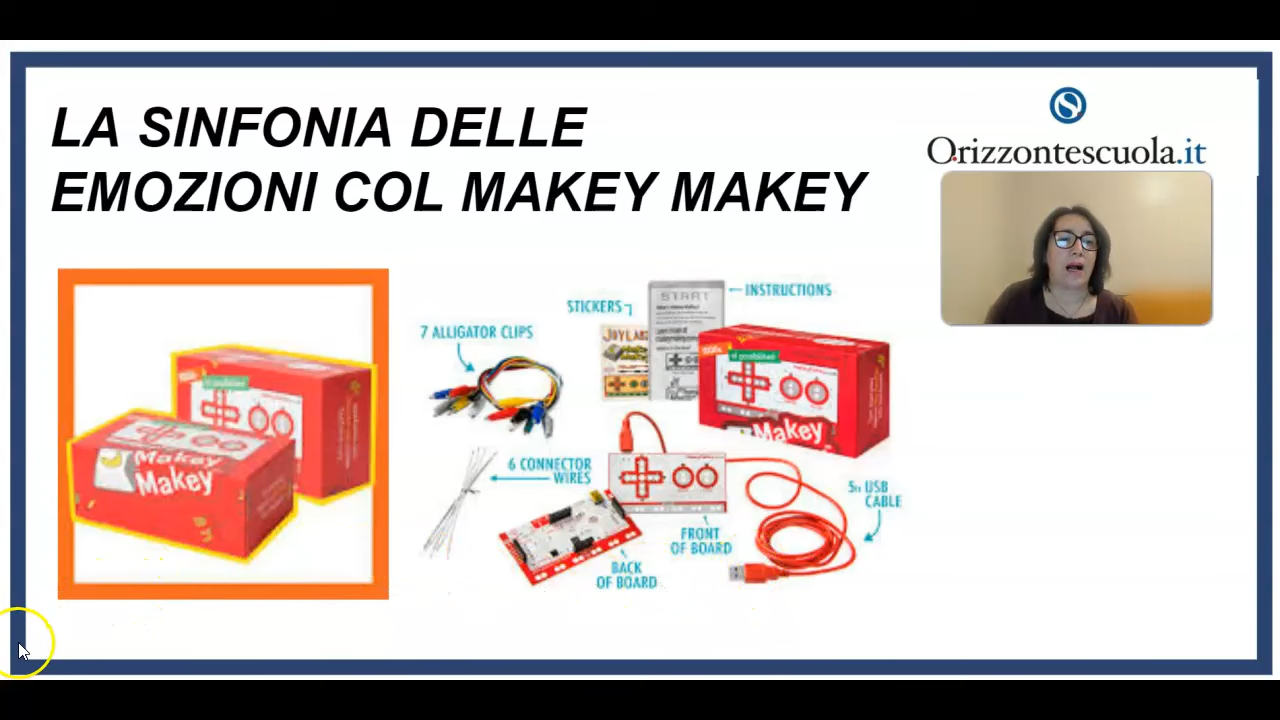 LA SINFONIA DELLE
EMOZIONI COL MAKEY MAKEY
Orizzontescuola.it
INSTRUCTIONS
STICKERS
START
7 ALLIGATOR CLIPS
6 CONNECTOR
WIRES
5ft USB
CABLE
FRONT
OF BOARD
BACK
OF BOARD
Makey
Makey
Makey